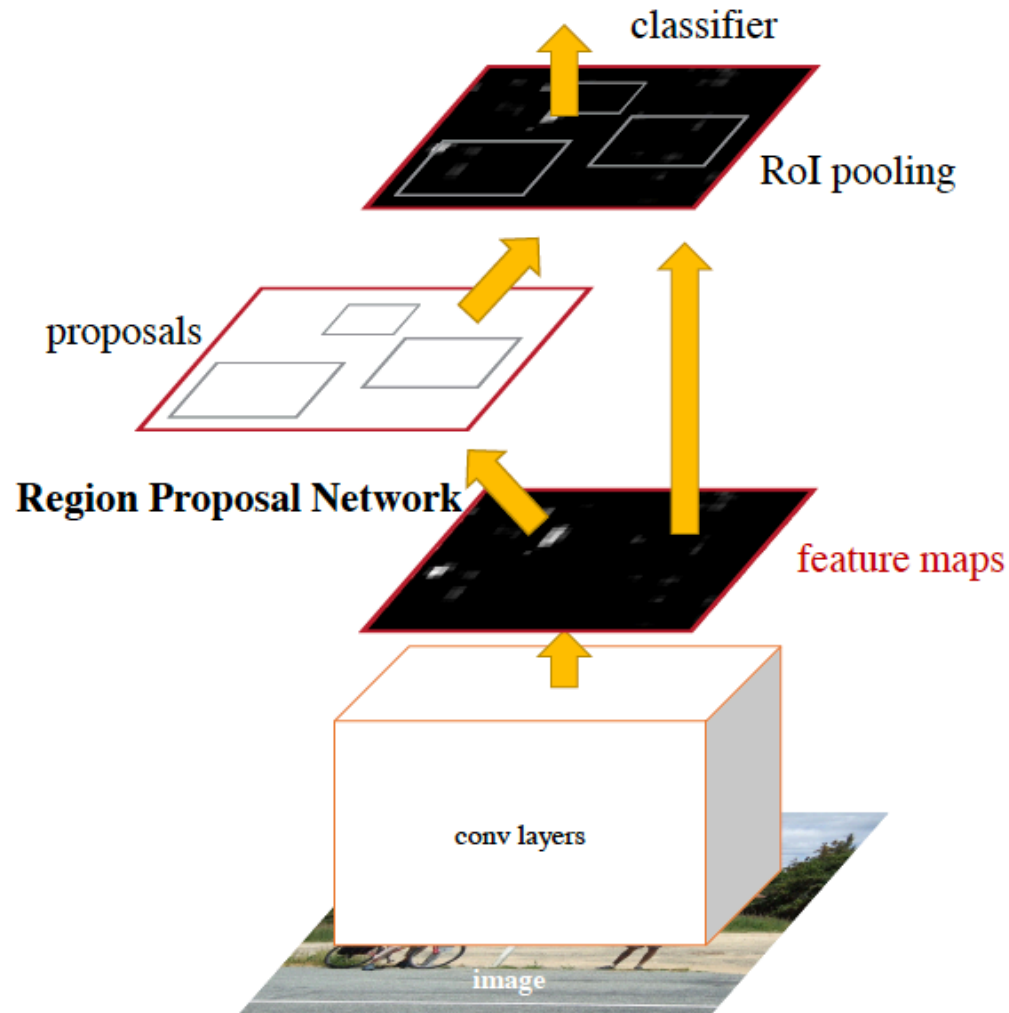 classifier
RoI pooling
proposals
Region Proposal Network
feature maps
conv layers
image